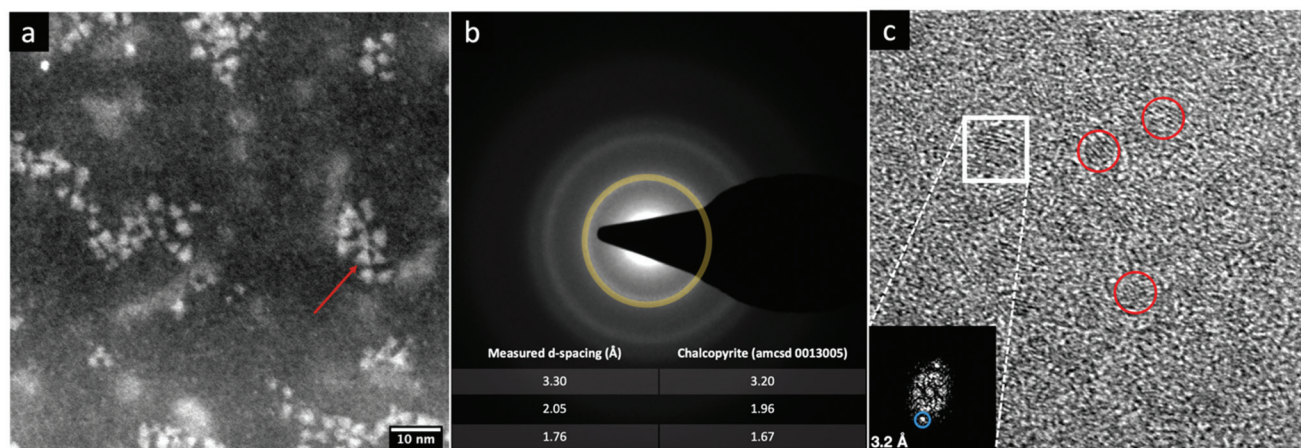 a
10 nm
b
Measured d-spacing (Å) Chalcopyrite (amcsd 0013005)
3.30 3.20
2.05 1.96
1.76 1.67
c
3.2 Å